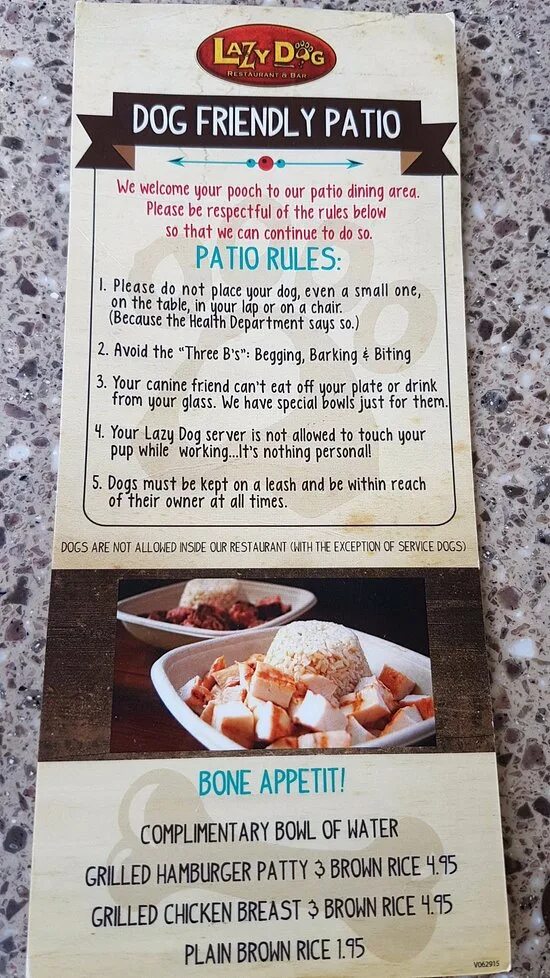 LAZY DOG
RESTAURANT & BAR
DOG FRIENDLY PATIO
We welcome your pooch to our patio dining area.
Please be respectful of the rules below
so that we can continue to do so.
PATIO RULES:
1. Please do not place your dog, even a small one,
on the table, in your lap or on a chair.
(Because the Health Department says so.)
2. Avoid the "Three B's": Begging, Barking & Biting
3. Your canine friend can't eat off your plate or drink
from your glass. We have special bowls just for them.
4. Your Lazy Dog server is not allowed to touch your
pup while working...It's nothing personal!
5. Dogs must be kept on a leash and be within reach
of their owner at all times.
DOGS ARE NOT ALLOWED INSIDE OUR RESTAURANT (WITH THE EXCEPTION OF SERVICE DOGS)
BONE APPETIT!
COMPLIMENTARY BOWL OF WATER
GRILLED HAMBURGER PATTY & BROWN RICE 4.95
GRILLED CHICKEN BREAST & BROWN RICE 4.95
PLAIN BROWN RICE 1.95
V062915